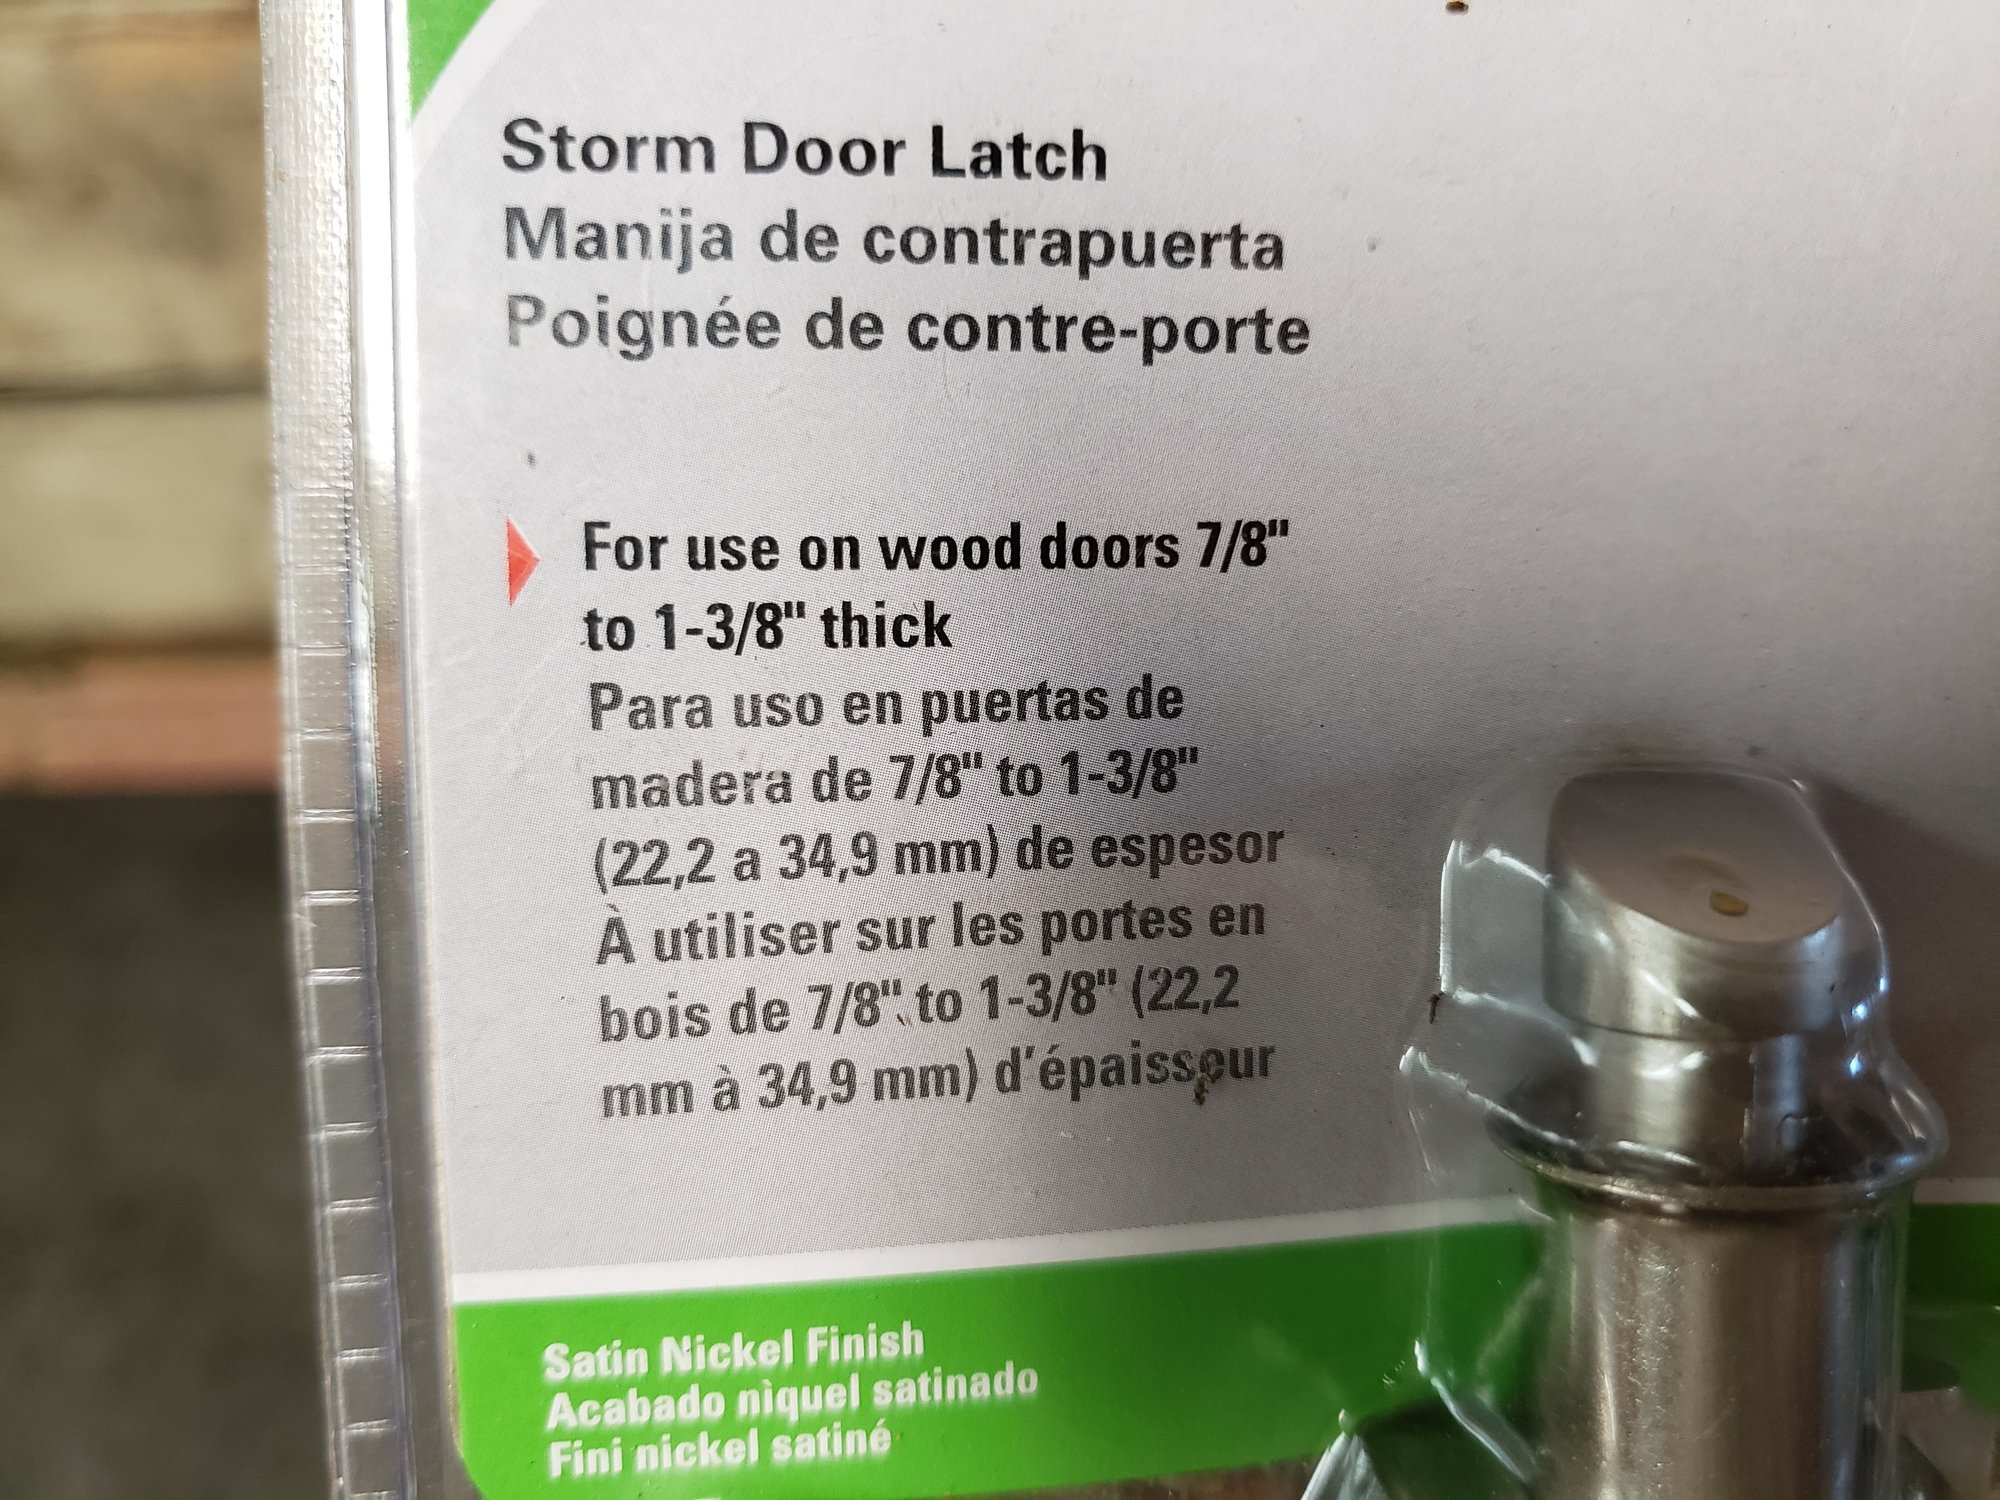 Storm Door Latch
Manija de contrapuerta
Poignée de contre-porte
For use on wood doors 7/8"
to 1-3/8" thick
Para uso en puertas de
madera de 7/8" to 1-3/8"
(22,2 a 34,9 mm) de espesor
À utiliser sur les portes en
bois de 7/8" to 1-3/8" (22,2
mm à 34,9 mm) d'épaisseur
Satin Nickel Finish
Acabado nìquel satinado
Fini nickel satiné